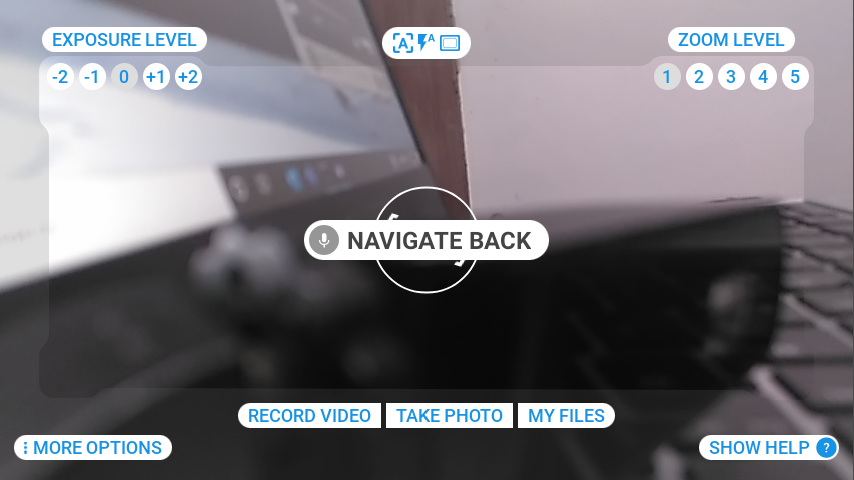 EXPOSURE LEVEL
A
A
ZOOM LEVEL
-2 -1 0 +1 +2
1 2 3 4 5
NAVIGATE BACK
RECORD VIDEO TAKE PHOTO MY FILES
MORE OPTIONS
SHOW HELP ?